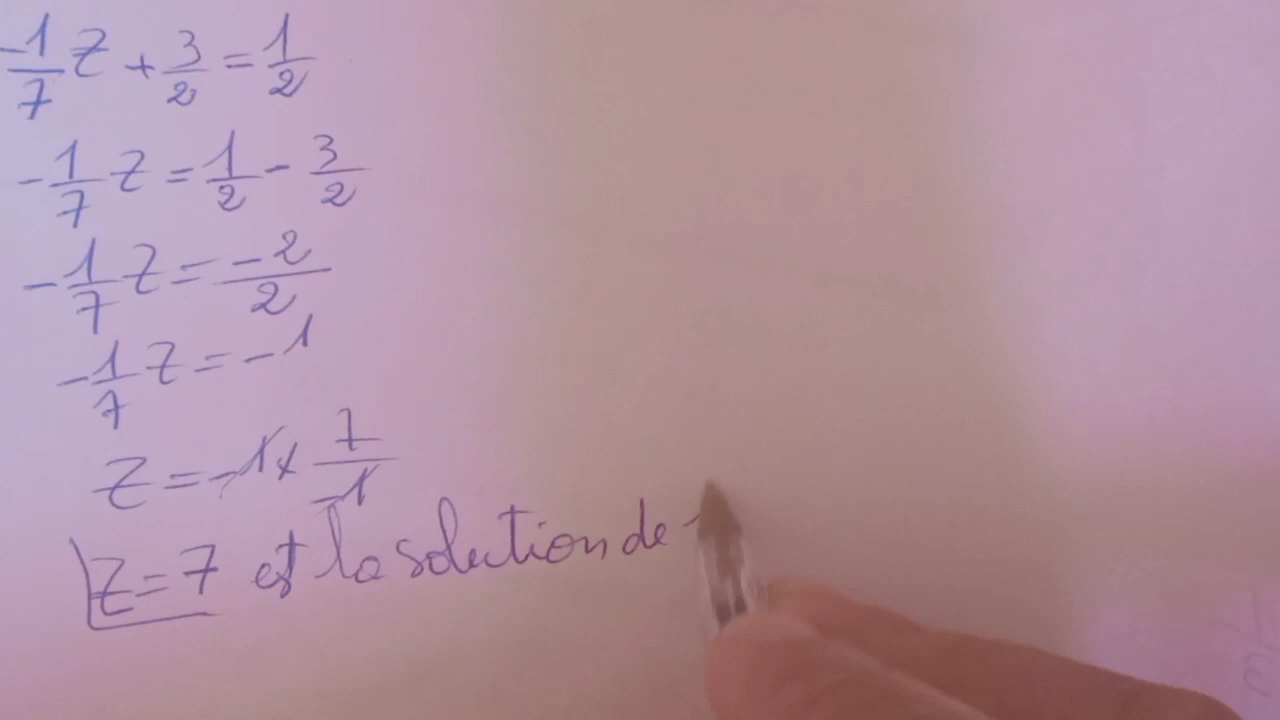 -1/7 Z + 3/2 = 1/2
- 1/7 Z = 1/2 - 3/2
- 1/7 Z = -2/2
- 1/7 Z = -1
Z = -1 × 7/-1
Z = 7 est la solution de